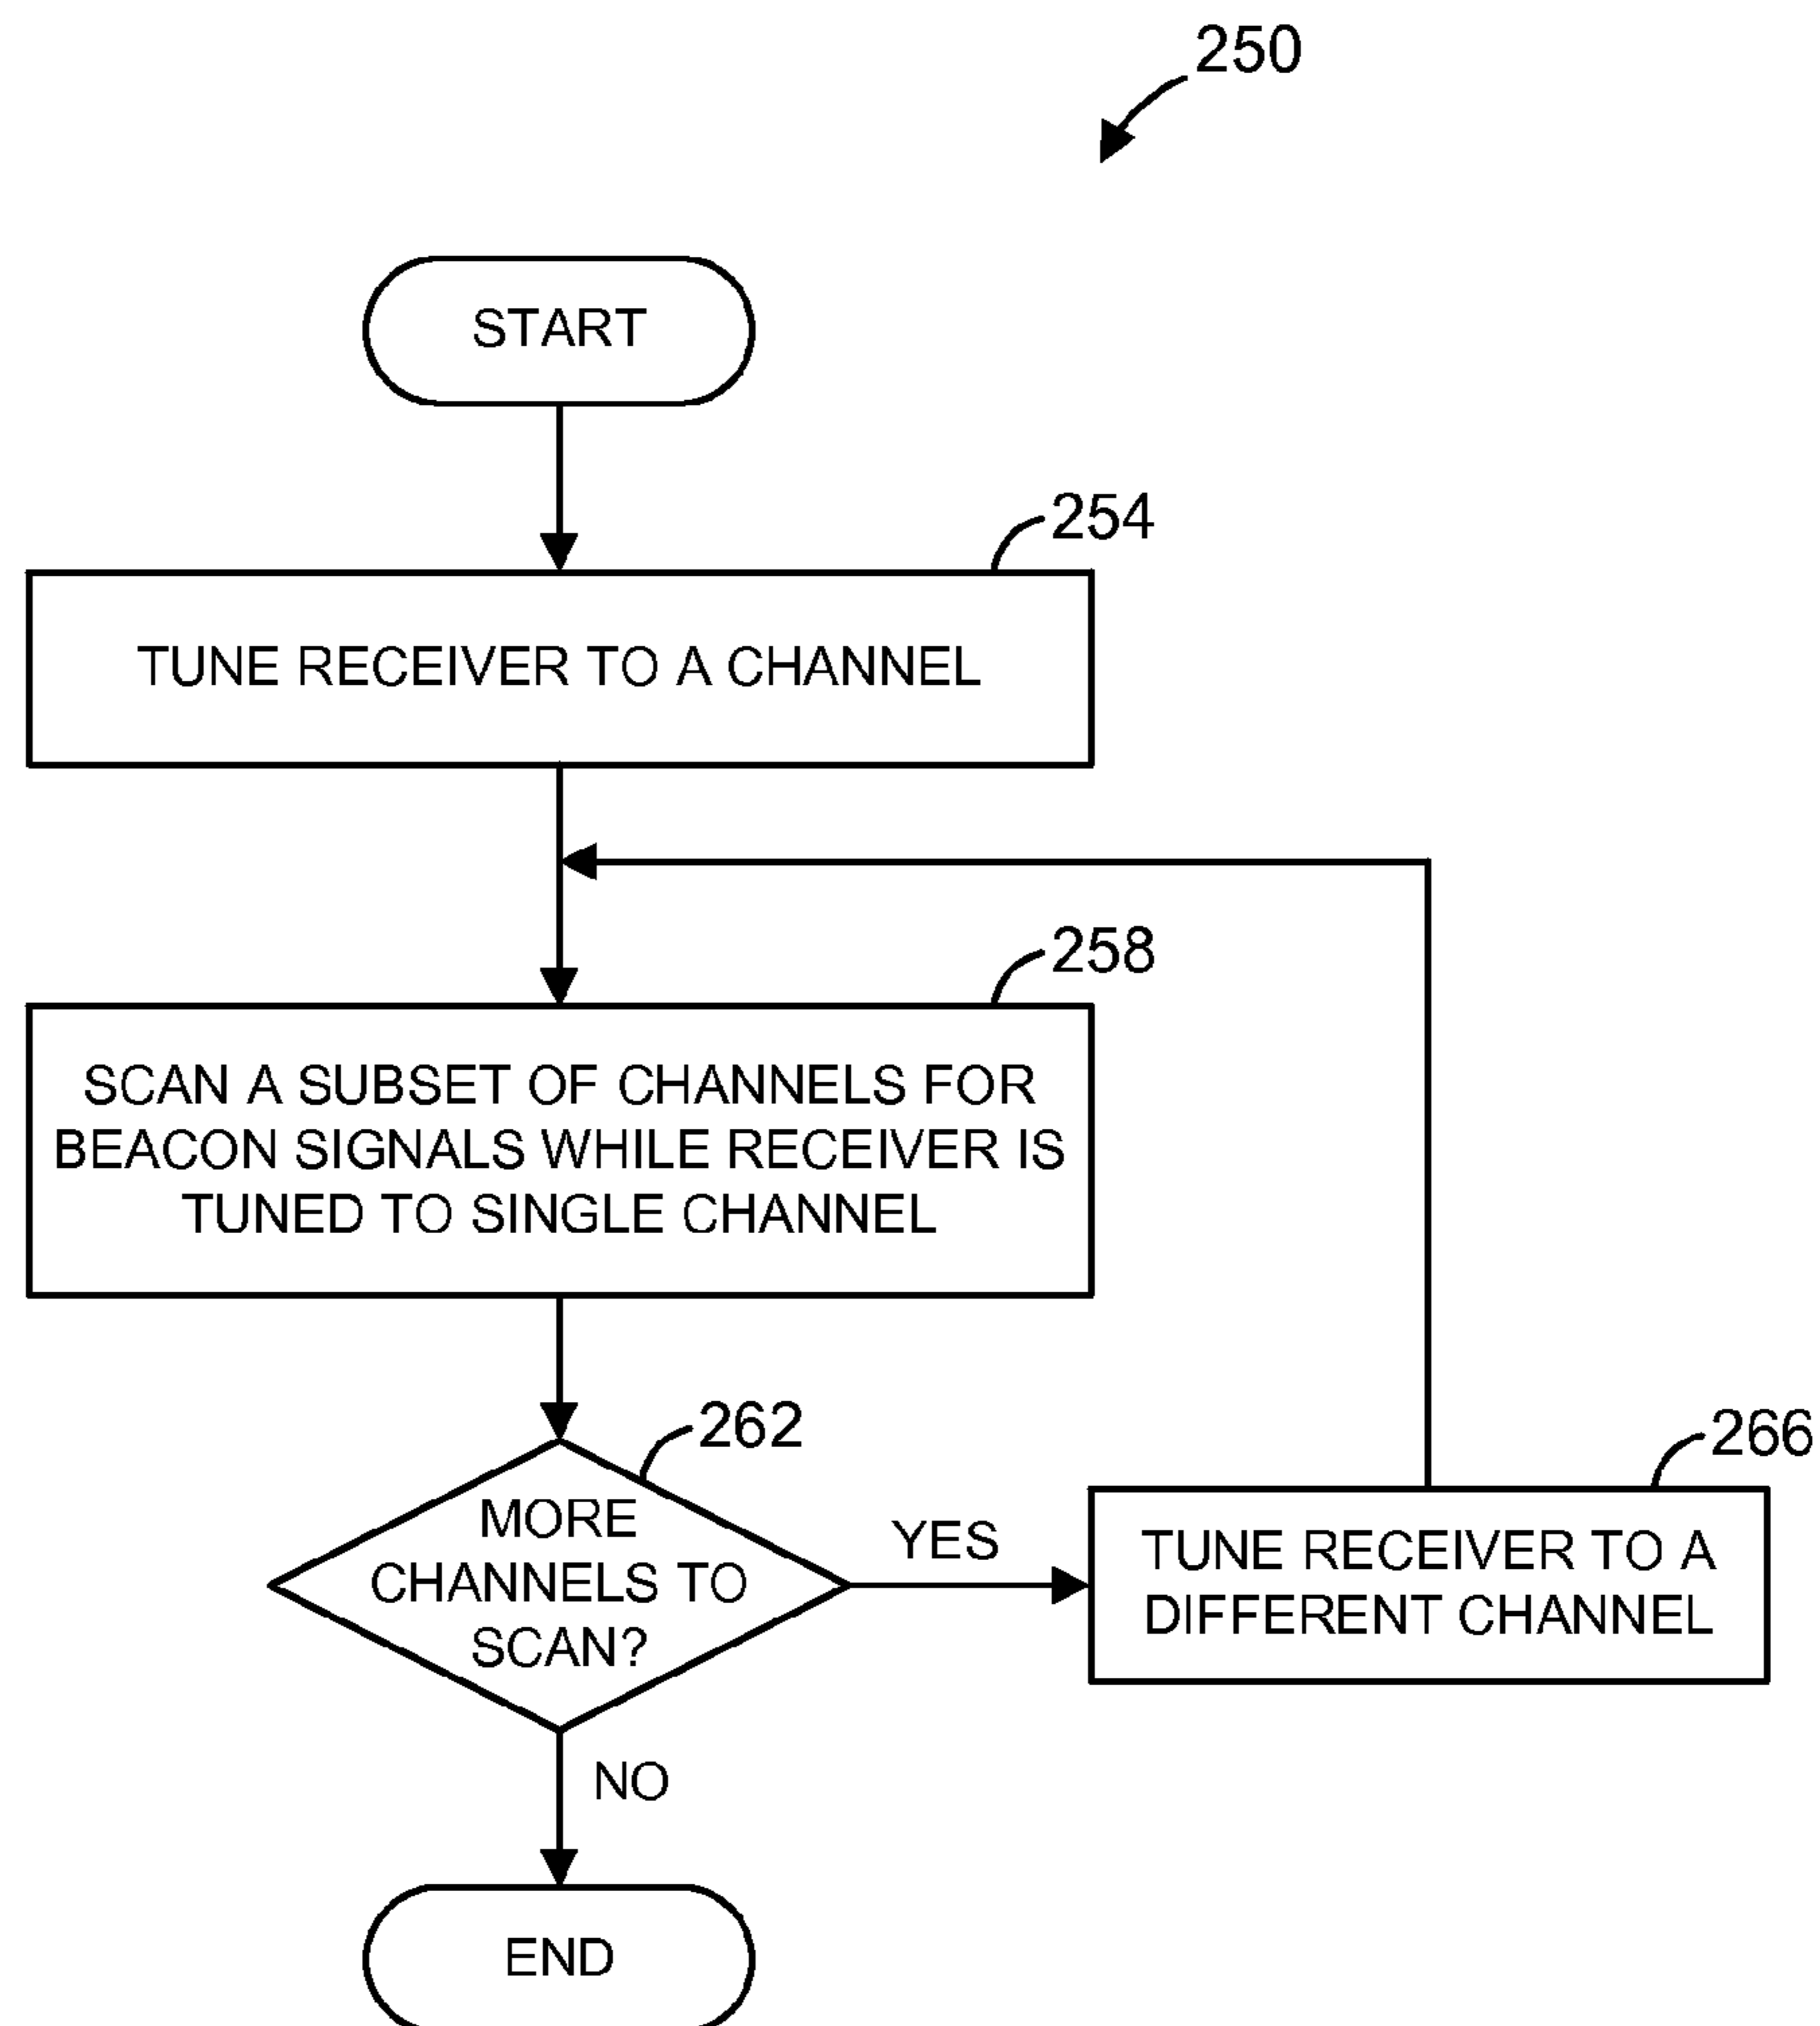 250
START
254
TUNE RECEIVER TO A CHANNEL
258
SCAN A SUBSET OF CHANNELS FOR
BEACON SIGNALS WHILE RECEIVER IS
TUNED TO SINGLE CHANNEL
262
MORE
CHANNELS TO
SCAN?
YES
266
TUNE RECEIVER TO A
DIFFERENT CHANNEL
NO
END